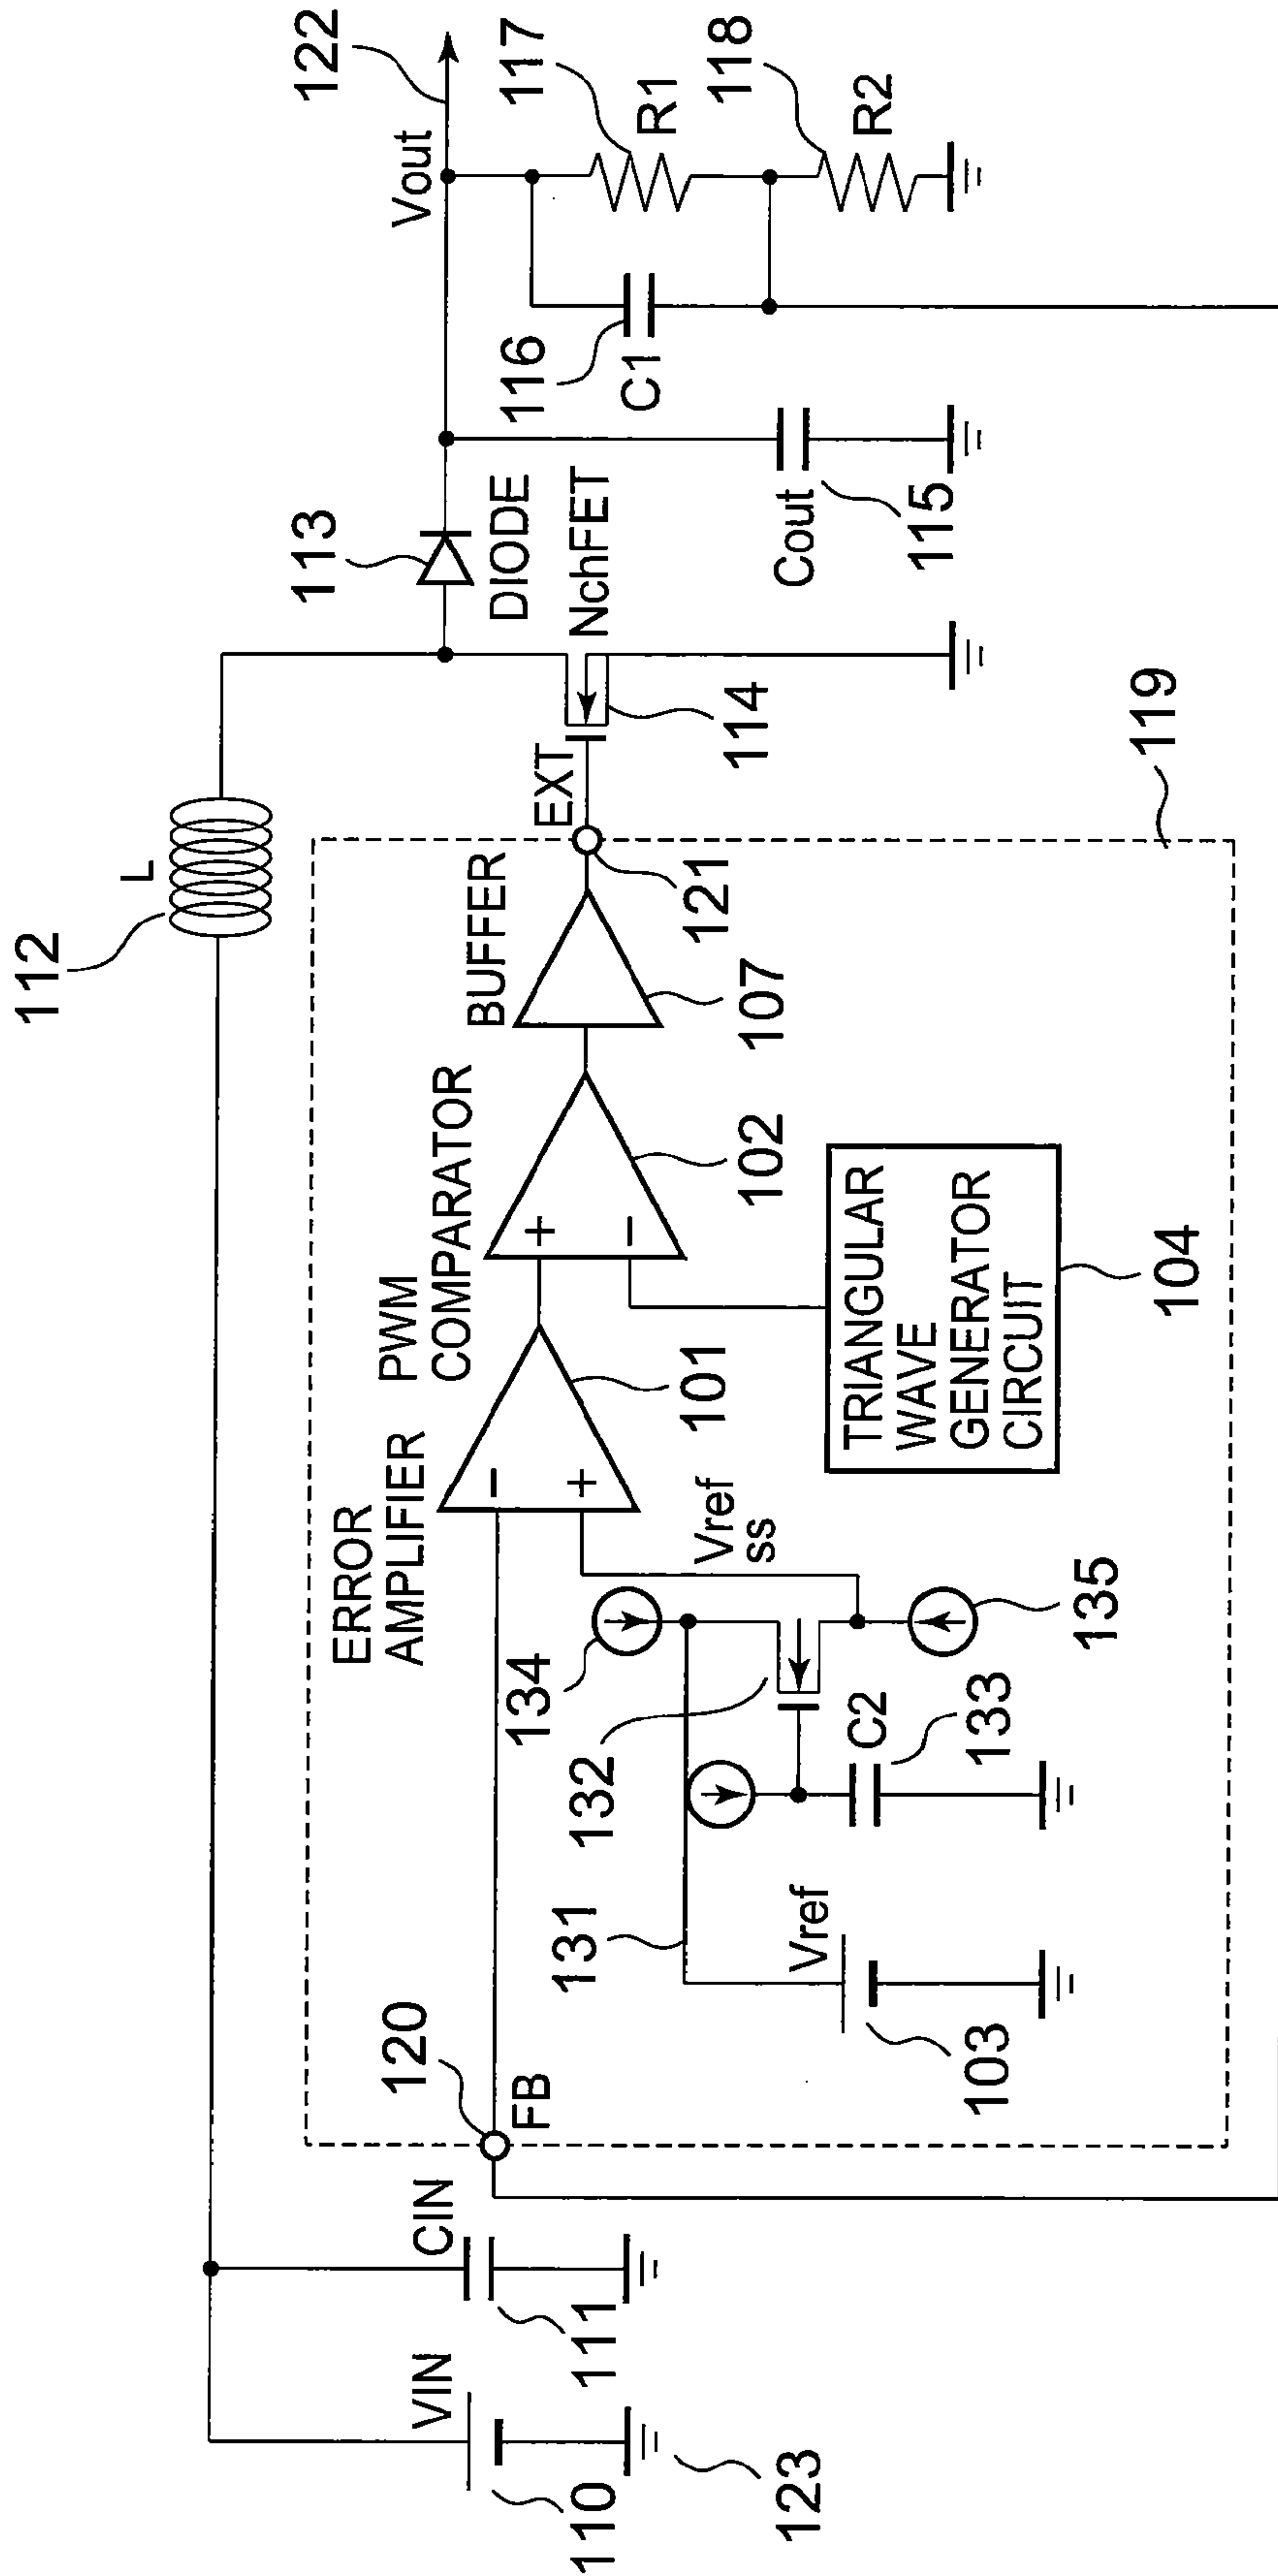 112
L
113
DIODE
122
Vout
117
R1
118
R2
116
C1
Cout
115
NchFET
114
EXT
121
BUFFER
107
PWM
COMPARATOR
102
ERROR
AMPLIFIER
-
+
101
+
-
TRIANGULAR
WAVE
GENERATOR
CIRCUIT
104
119
Vref
ss
134
132
135
C2
133
131
Vref
103
120
FB
CIN
111
VIN
110
123